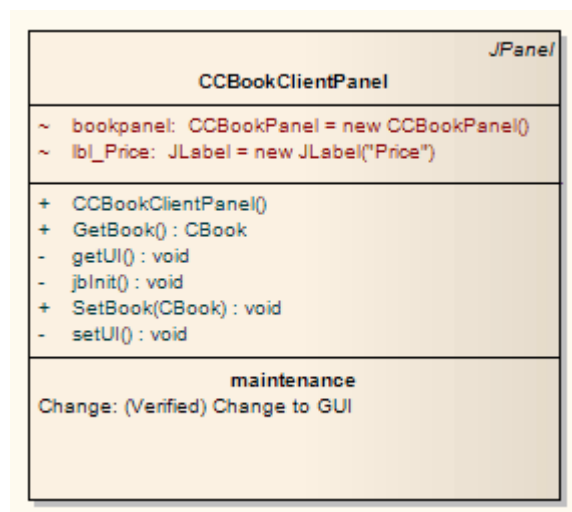 JPanel
CCBookClientPanel
~ bookpanel: CCBookPanel = new CCBookPanel()
~ lbl_Price: JLabel = new JLabel("Price")
+ CCBookClientPanel()
+ GetBook() : CBook
- getUI() : void
- jbInit() : void
+ SetBook(CBook) : void
- setUI() : void
maintenance
Change: (Verified) Change to GUI